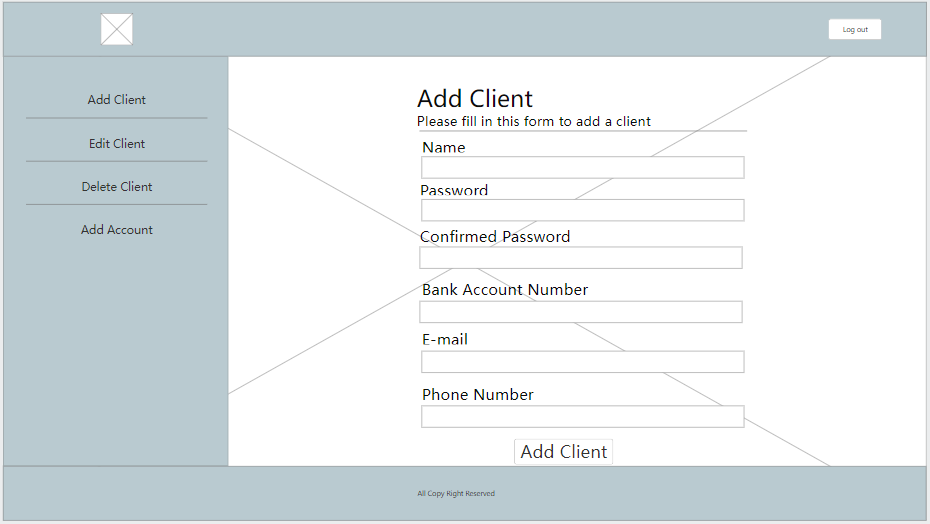 Log out
Add Client
Edit Client
Delete Client
Add Account
Add Client
Please fill in this form to add a client
Name
Password
Confirmed Password
Bank Account Number
E-mail
Phone Number
Add Client
All Copy Right Reserved